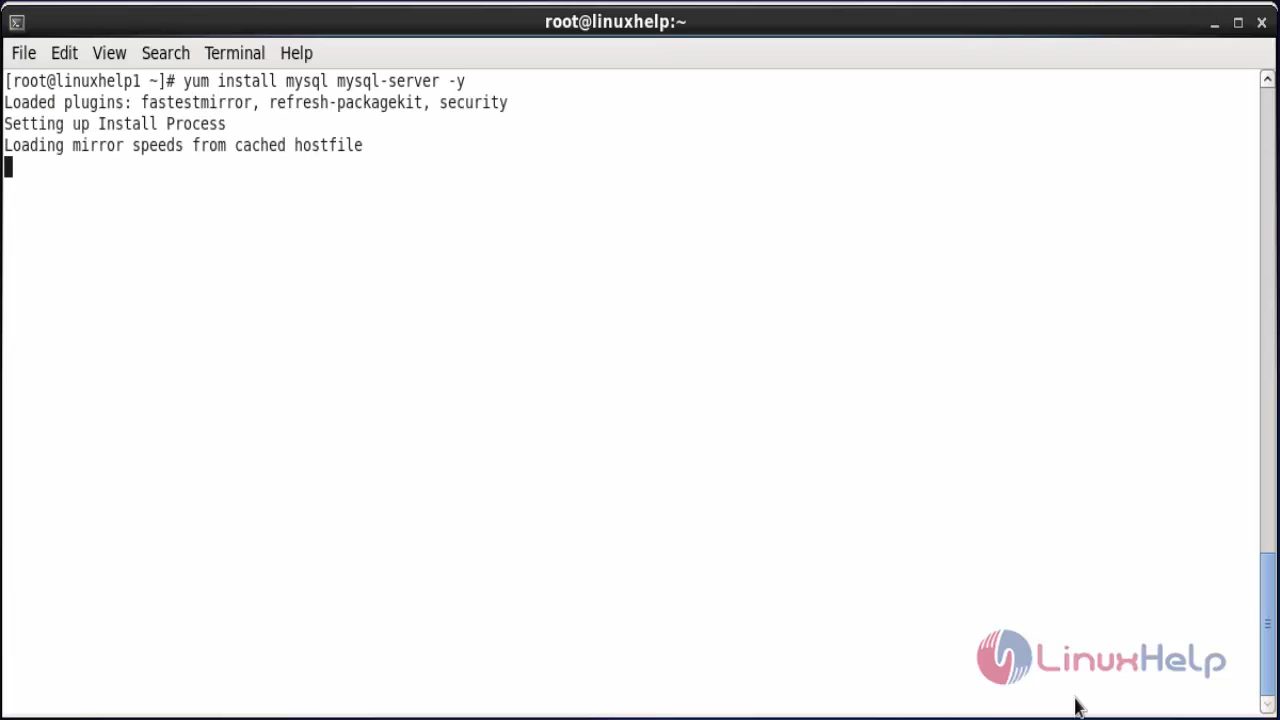 root@linuxhelp:~
File Edit View Search Terminal Help
[root@linuxhelp1 ~]# yum install mysql mysql-server -y
Loaded plugins: fastestmirror, refresh-packagekit, security
Setting up Install Process
Loading mirror speeds from cached hostfile
LinuxHelp